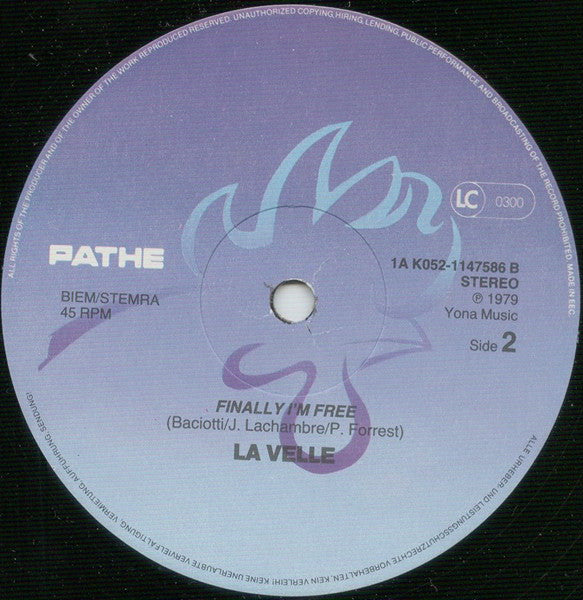 ALL RIGHTS OF THE PRODUCER AND OF THE OWNER OF THE WORK REPRODUCED RESERVED. UNAUTHORIZED COPYING, HIRING, LENDING, PUBLIC PERFORMANCE AND BROADCASTING OF THE RECORD PROHIBITED. MADE IN EEC.
PATHE
BIEM/STEMRA
45 RPM
LC 0300
1A K052-1147586 B
STEREO
℗ 1979
Yona Music
Side 2
FINALLY I'M FREE
(Baciotti/J. Lachambre/P. Forrest)
LA VELLE
ALLE URHEBER- UND LEISTUNGSSCHUTZRECHTE VORBEHALTEN. KEIN VERLEIH! KEINE UNERLAUBTE VERVIELFÄLTIGUNG, VERMIETUNG, AUFFÜHRUNG, SENDUNG!